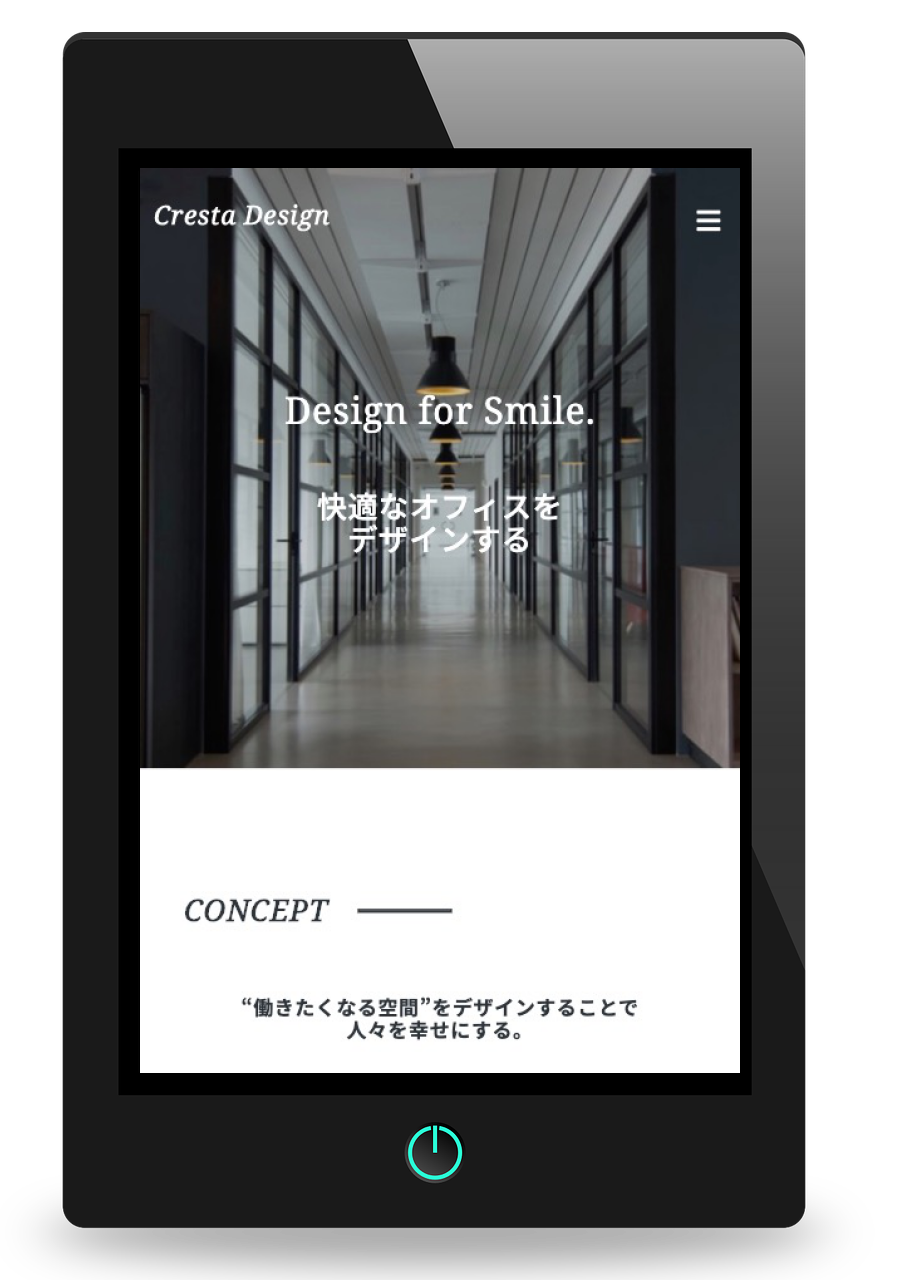 Cresta Design
Design for Smile.
快適なオフィスを
デザインする
CONCEPT
“働きたくなる空間”をデザインすることで
人々を幸せにする。